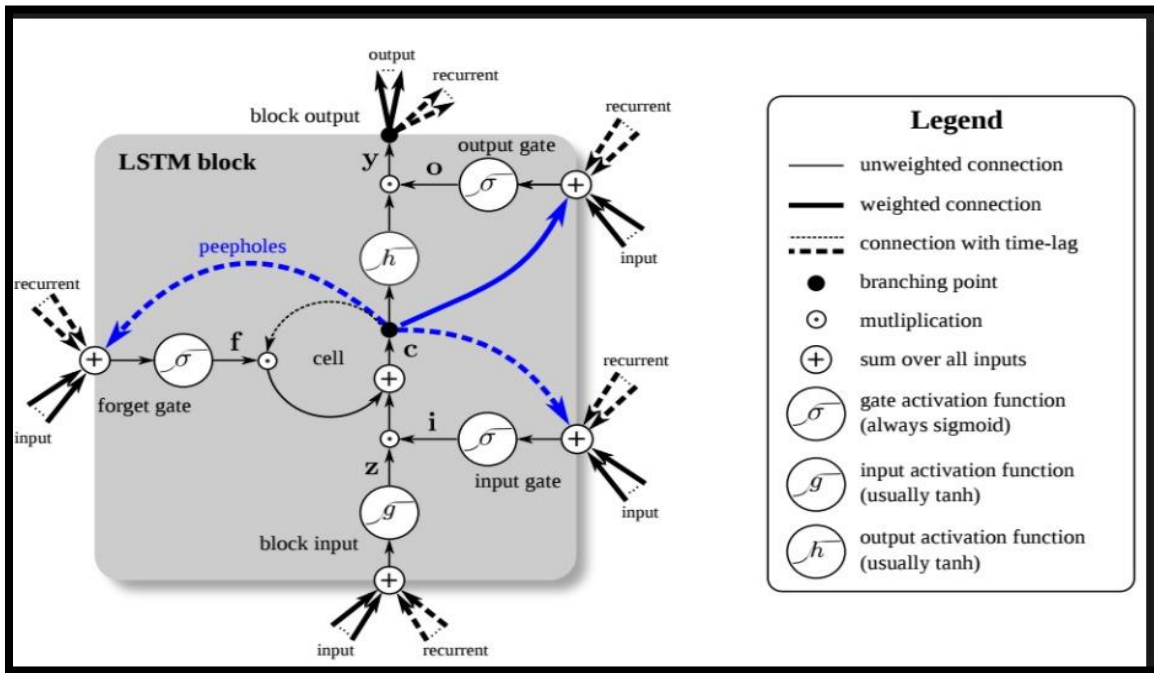 output
recurrent
block output
recurrent
LSTM block
output gate
y
o
σ
input
h
peepholes
recurrent
σ
f
cell
c
recurrent
forget gate
input
i
σ
z
input gate
g
input
block input
input
recurrent
Legend
unweighted connection
weighted connection
connection with time-lag
branching point
mutliplication
sum over all inputs
σ
gate activation function
(always sigmoid)
g
input activation function
(usually tanh)
h
output activation function
(usually tanh)